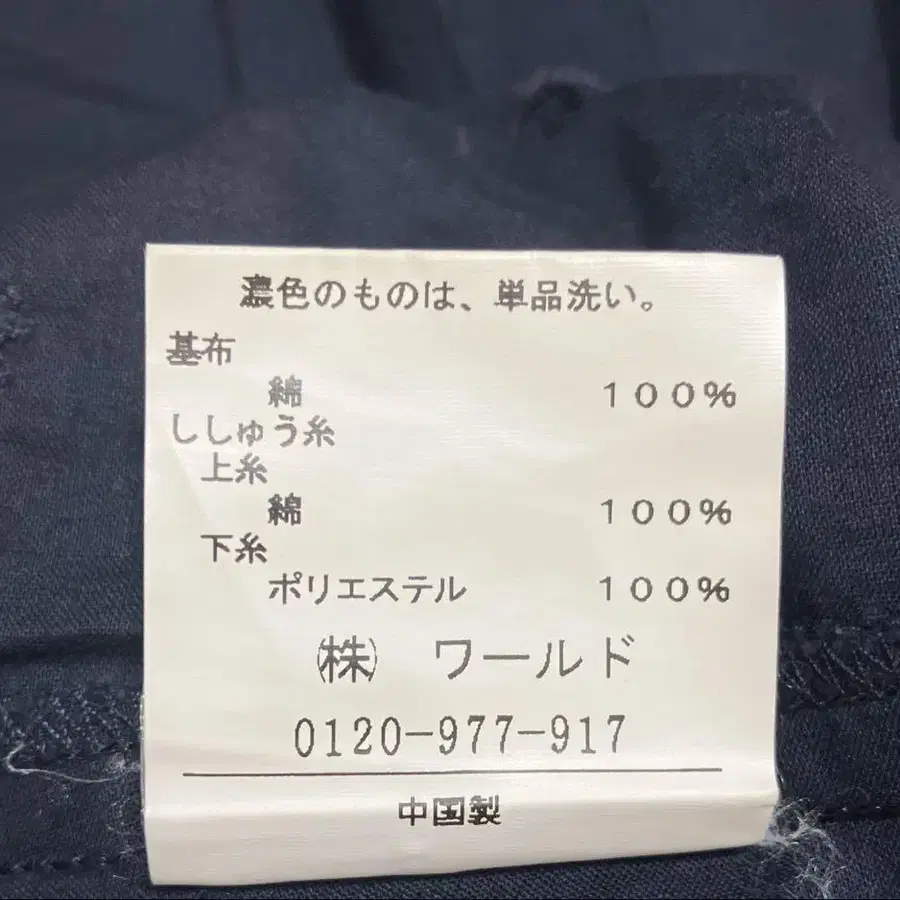 濃色のものは、単品洗い。
基布
綿 100%
ししゅう糸
上糸
綿 100%
下糸
ポリエステル 100%
㈱ ワールド
0120-977-917
中国製